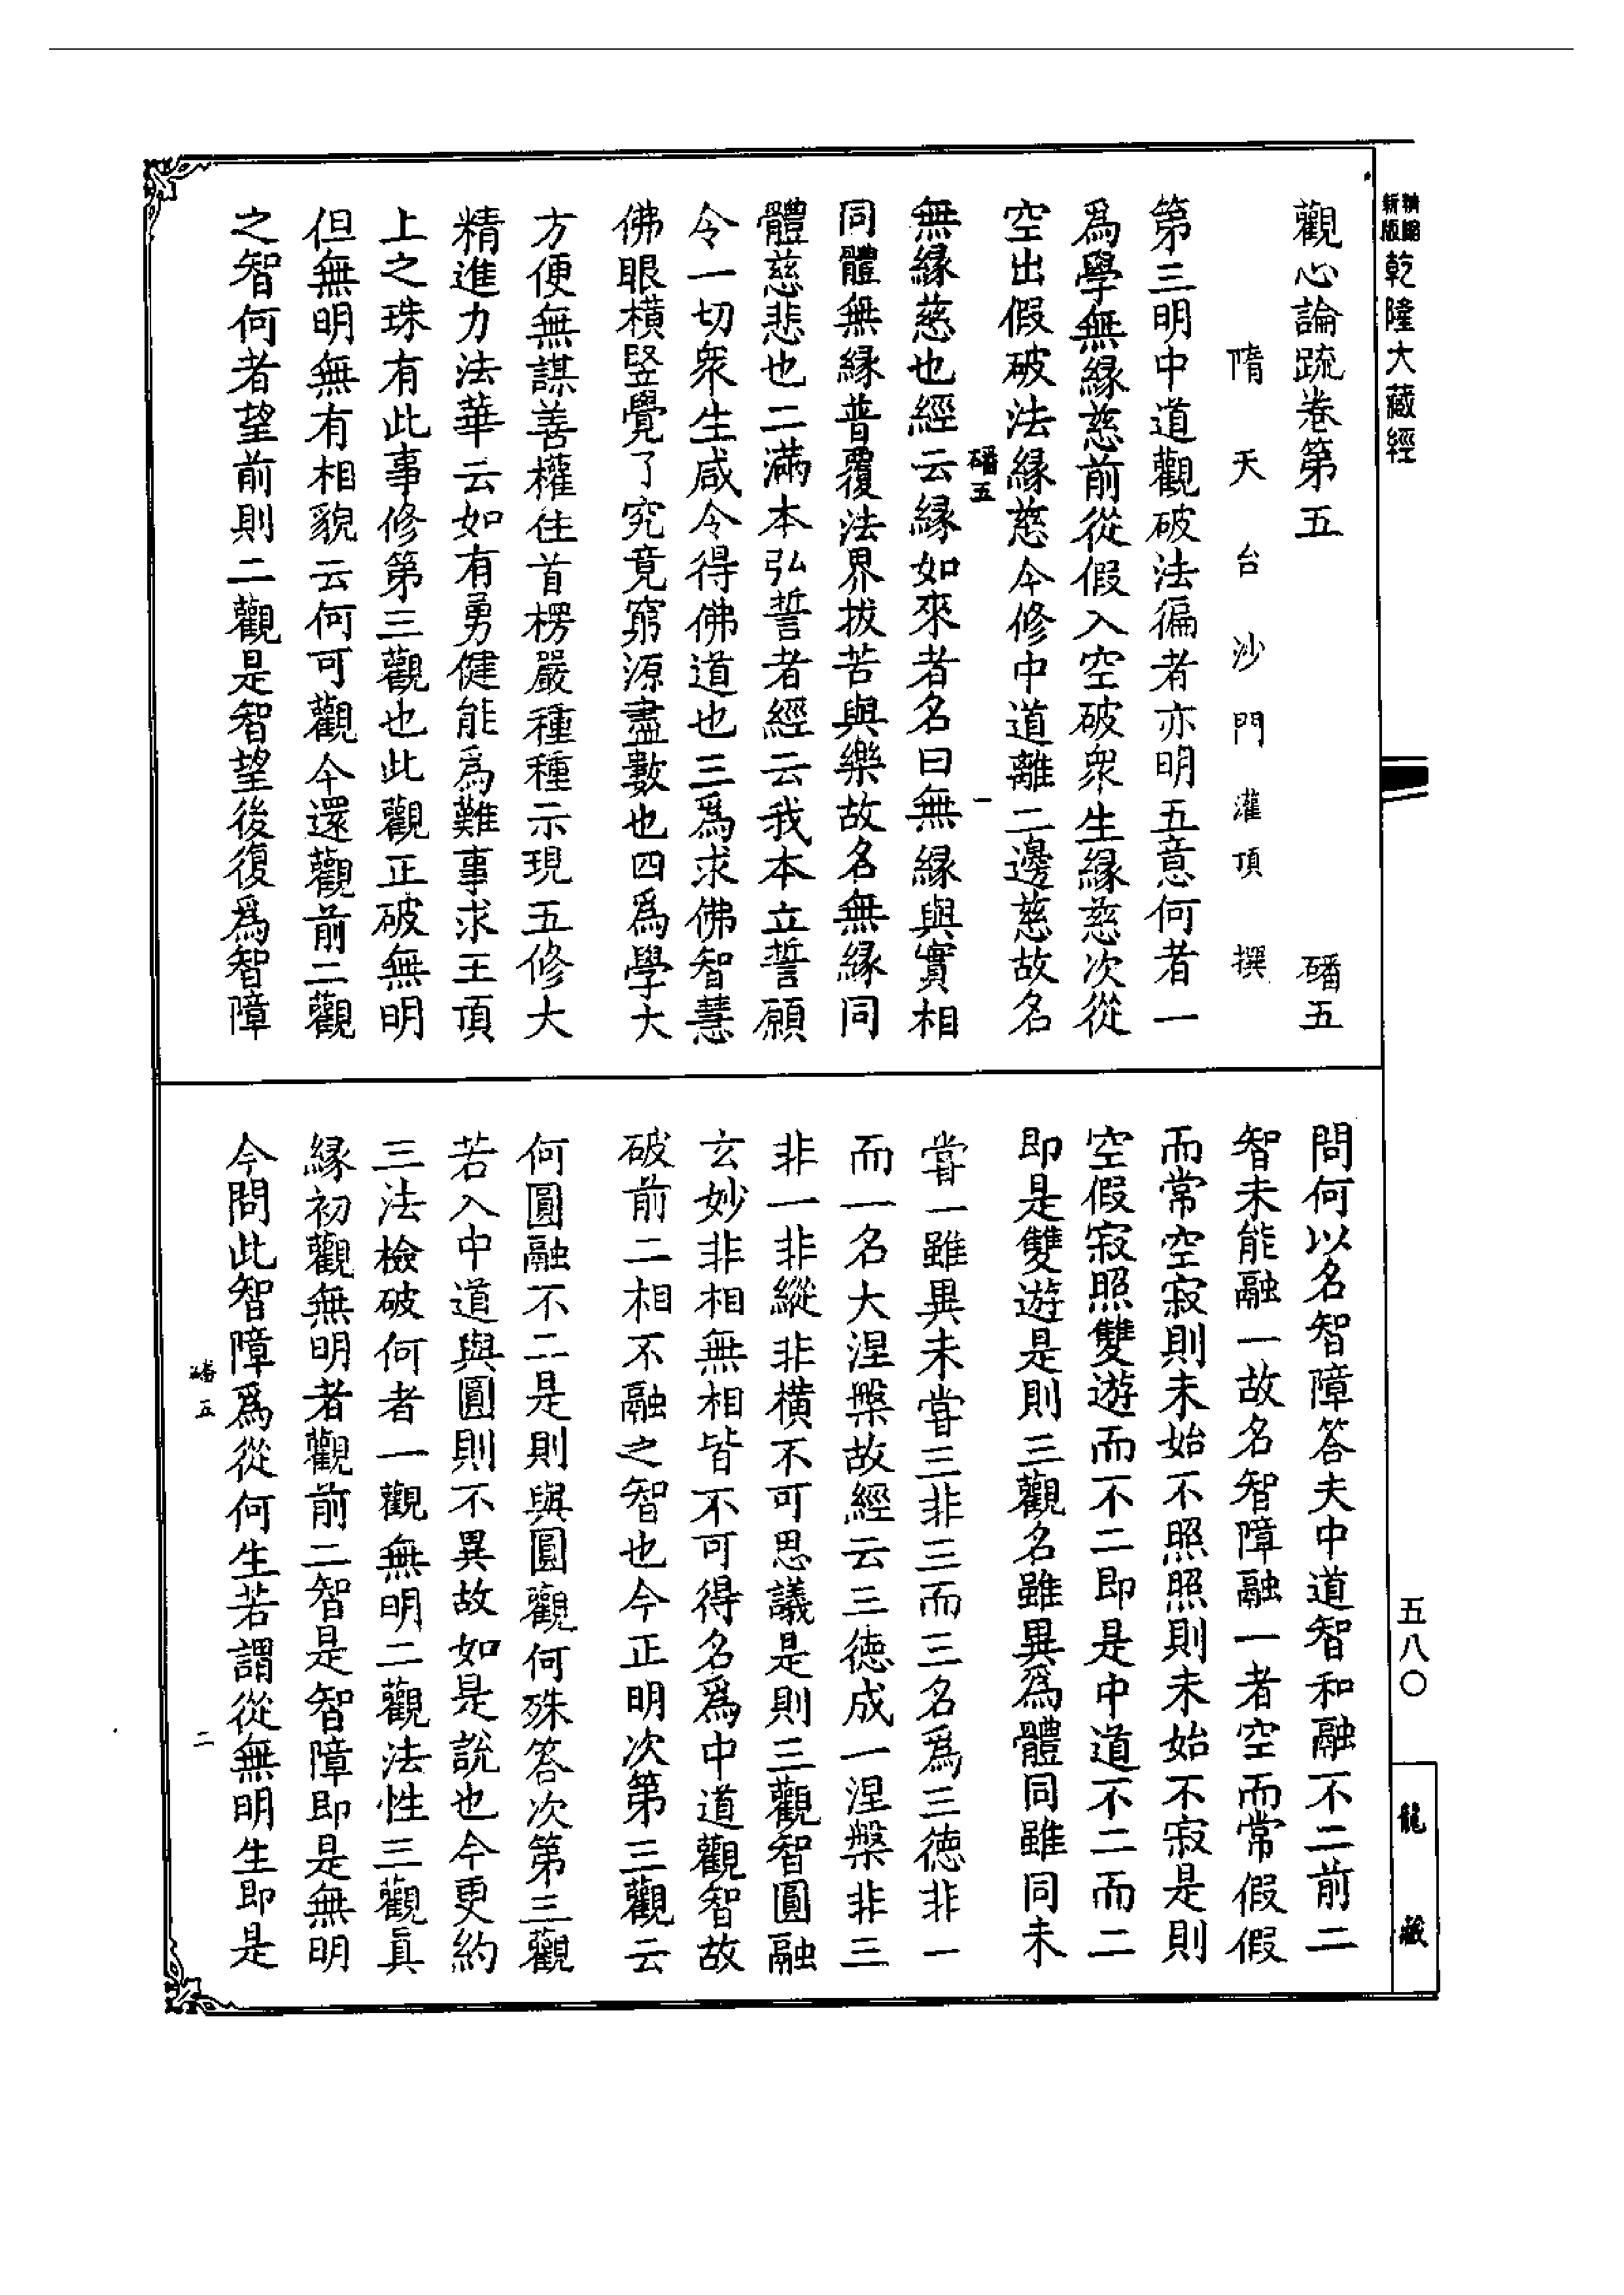 新版精縮乾隆大藏經
觀心論䟽卷第五　磻五
隋天台沙門灌頂撰
第三明中道觀破法徧者亦明五意何者一
爲學無緣慈前從假入空破衆生緣慈次從
空出假破法緣慈今修中道離二邊慈故名
磻五　一
無緣慈也經云緣如來者名曰無緣與實相
同體無緣普覆法界拔苦與樂故名無緣同
體慈悲也二滿本弘誓者經云我本立誓願
令一切衆生咸令得佛道也三爲求佛智慧
佛眼橫竪覺了究竟窮源盡數也四爲學大
方便無謀善權住首楞嚴種種示現五修大
精進力法華云如有勇健能爲難事求王頂
上之珠有此事修第三觀也此觀正破無明
但無明無有相貌云何可觀今還觀前二觀
之智何者望前則二觀是智望後復爲智障
問何以名智障答夫中道智和融不二前二
智未能融一故名智障融一者空而常假假
而常空寂則未始不照照則未始不寂是則
空假寂照雙遊而不二即是中道不二而二
即是雙遊是則三觀名雖異爲體同雖同未
嘗一雖異未嘗三非三而三名爲三德非一
而一名大涅槃故經云三德成一涅槃非三
非一非縱非橫不可思議是則三觀智圓融
玄妙非相無相皆不可得名爲中道觀智故
破前二相不融之智也今正明次第三觀云
何圓融不二是則與圓觀何殊答次第三觀
若入中道與圓則不異故如是說也今更約
三法檢破何者一觀無明二觀法性三觀眞
緣初觀無明者觀前二智是智障即是無明
今問此智障爲從何生若謂從無明生即是
磻五　二
五八〇
龍藏